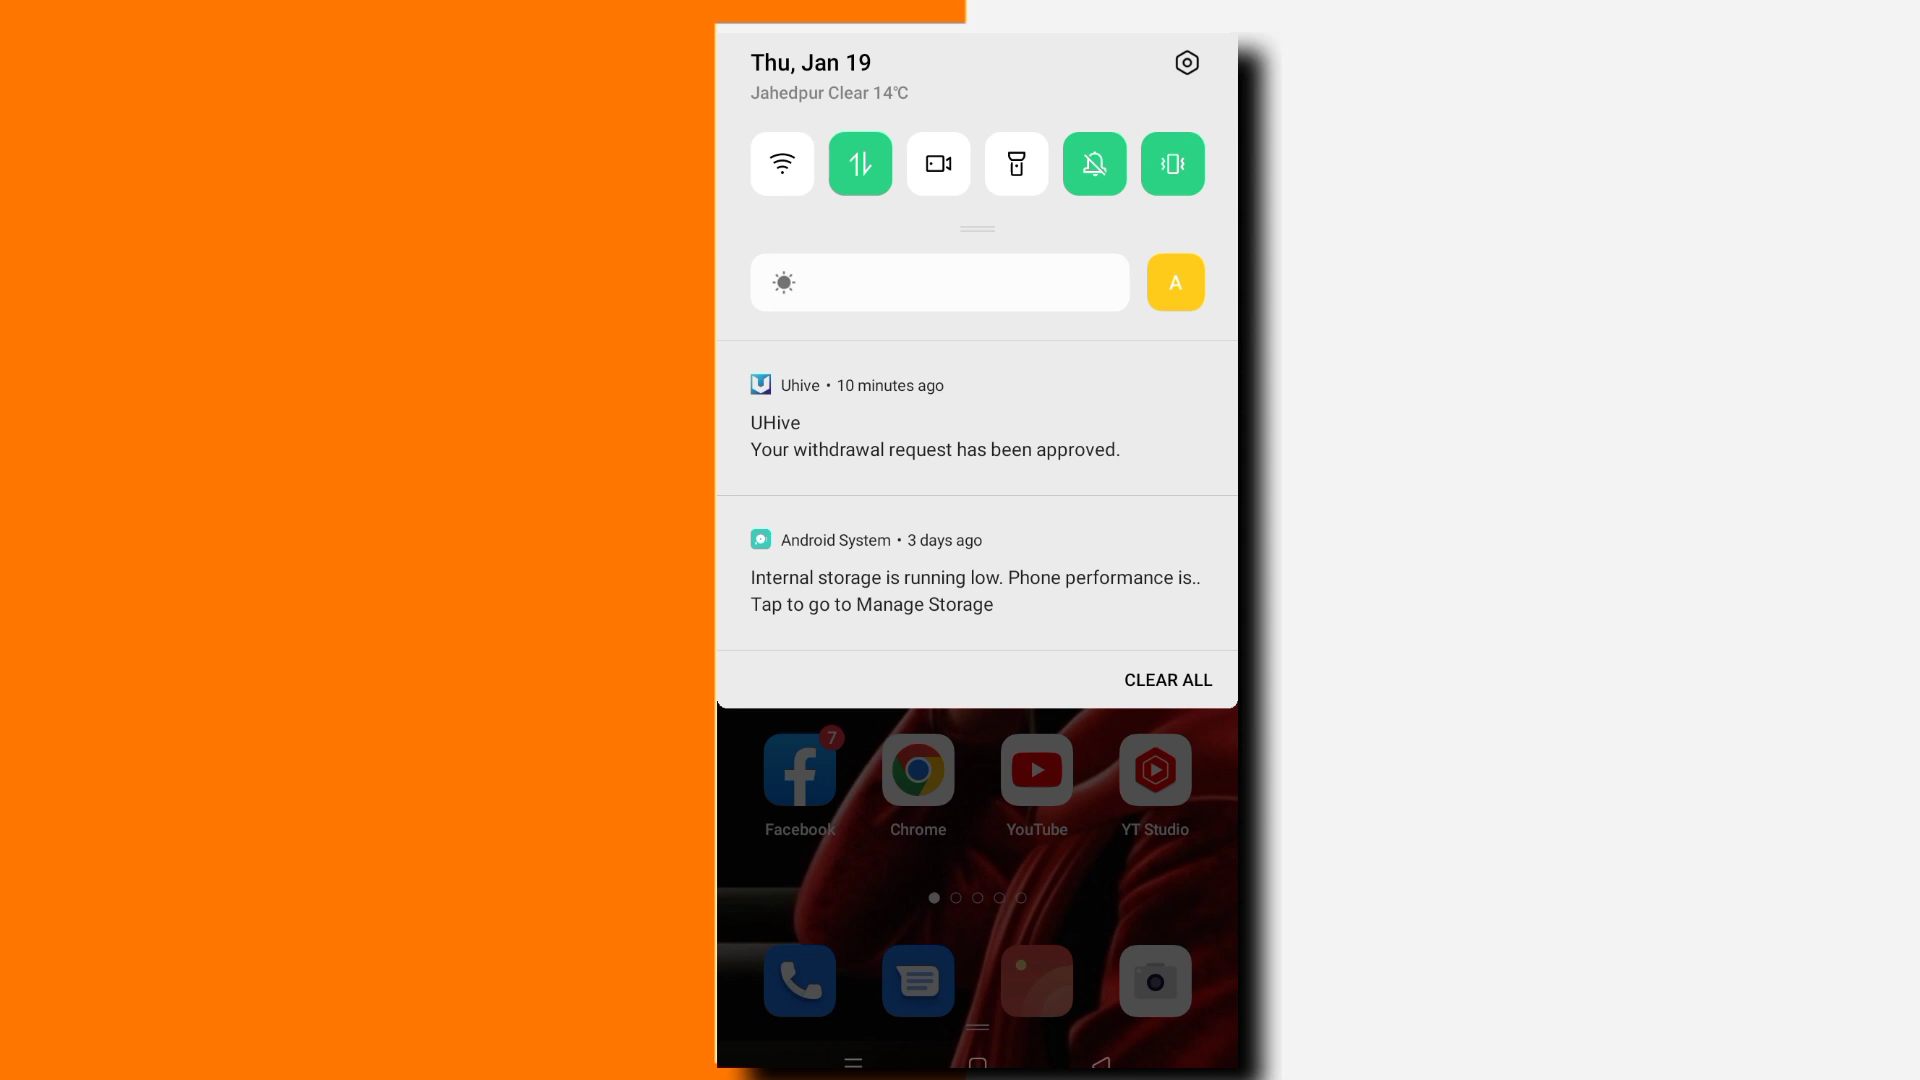 Thu, Jan 19
Jahedpur Clear 14°C
A
Uhive • 10 minutes ago
UHive
Your withdrawal request has been approved.
Android System • 3 days ago
Internal storage is running low. Phone performance is..
Tap to go to Manage Storage
CLEAR ALL
7
Facebook Chrome YouTube YT Studio